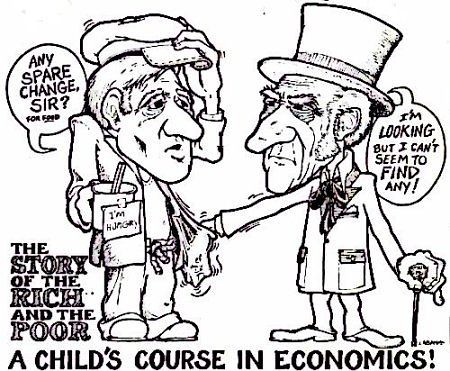 ANY
SPARE
CHANGE,
SIR?
FOR FOOD
I'M
LOOKING
BUT I CAN'T
SEEM TO
FIND
ANY!
I'M
HUNGRY
THE
STORY
OF THE
RICH
AND THE
POOR
A CHILD'S COURSE IN ECONOMICS!